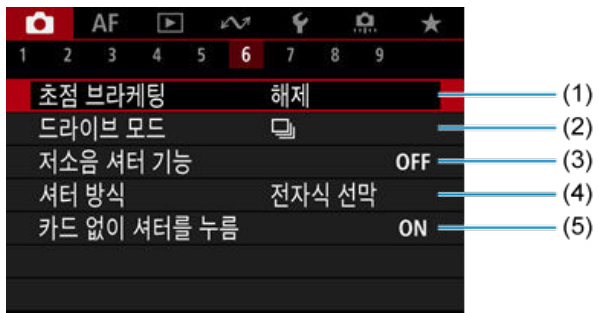 AF
1 2 3 4 5 6 7 8 9
초점 브라케팅 해제 (1)
드라이브 모드 (2)
저소음 셔터 기능 OFF (3)
셔터 방식 전자식 선막 (4)
카드 없이 셔터를 누름 ON (5)